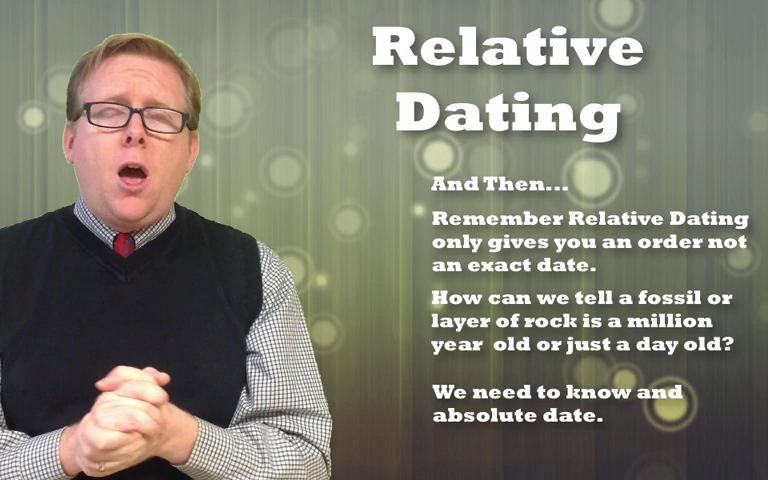 Relative
Dating
And Then...
Remember Relative Dating
only gives you an order not
an exact date.
How can we tell a fossil or
layer of rock is a million
year old or just a day old?
We need to know and
absolute date.